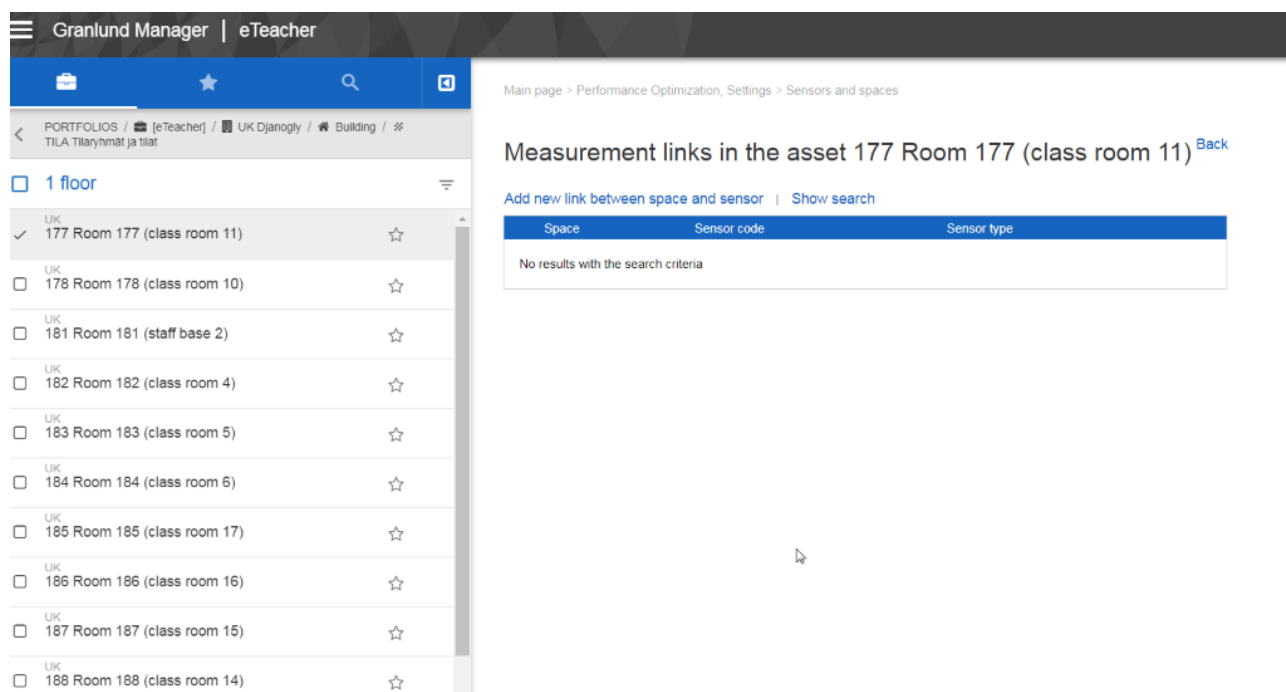 Granlund Manager | eTeacher
PORTFOLIOS / [eTeacher] / UK Djanogly / Building /
TILA Tilaryhmät ja tilat
1 floor
UK
177 Room 177 (class room 11)
UK
178 Room 178 (class room 10)
UK
181 Room 181 (staff base 2)
UK
182 Room 182 (class room 4)
UK
183 Room 183 (class room 5)
UK
184 Room 184 (class room 6)
UK
185 Room 185 (class room 17)
UK
186 Room 186 (class room 16)
UK
187 Room 187 (class room 15)
UK
188 Room 188 (class room 14)
Main page > Performance Optimization, Settings > Sensors and spaces
Measurement links in the asset 177 Room 177 (class room 11) Back
Add new link between space and sensor | Show search
Space Sensor code Sensor type
No results with the search criteria